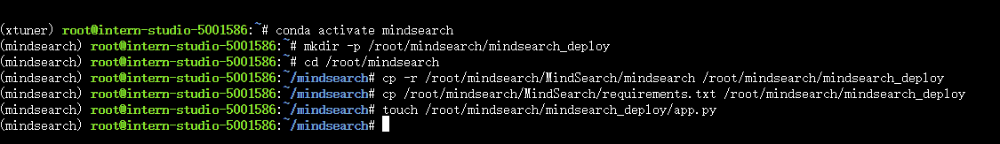 (xtuner) root@intern-studio-5001586:~# conda activate mindsearch
(mindsearch) root@intern-studio-5001586:~# mkdir -p /root/mindsearch/mindsearch_deploy
(mindsearch) root@intern-studio-5001586:~# cd /root/mindsearch
(mindsearch) root@intern-studio-5001586:~/mindsearch# cp -r /root/mindsearch/MindSearch/mindsearch /root/mindsearch/mindsearch_deploy
(mindsearch) root@intern-studio-5001586:~/mindsearch# cp /root/mindsearch/MindSearch/requirements.txt /root/mindsearch/mindsearch_deploy
(mindsearch) root@intern-studio-5001586:~/mindsearch# touch /root/mindsearch/mindsearch_deploy/app.py
(mindsearch) root@intern-studio-5001586:~/mindsearch#